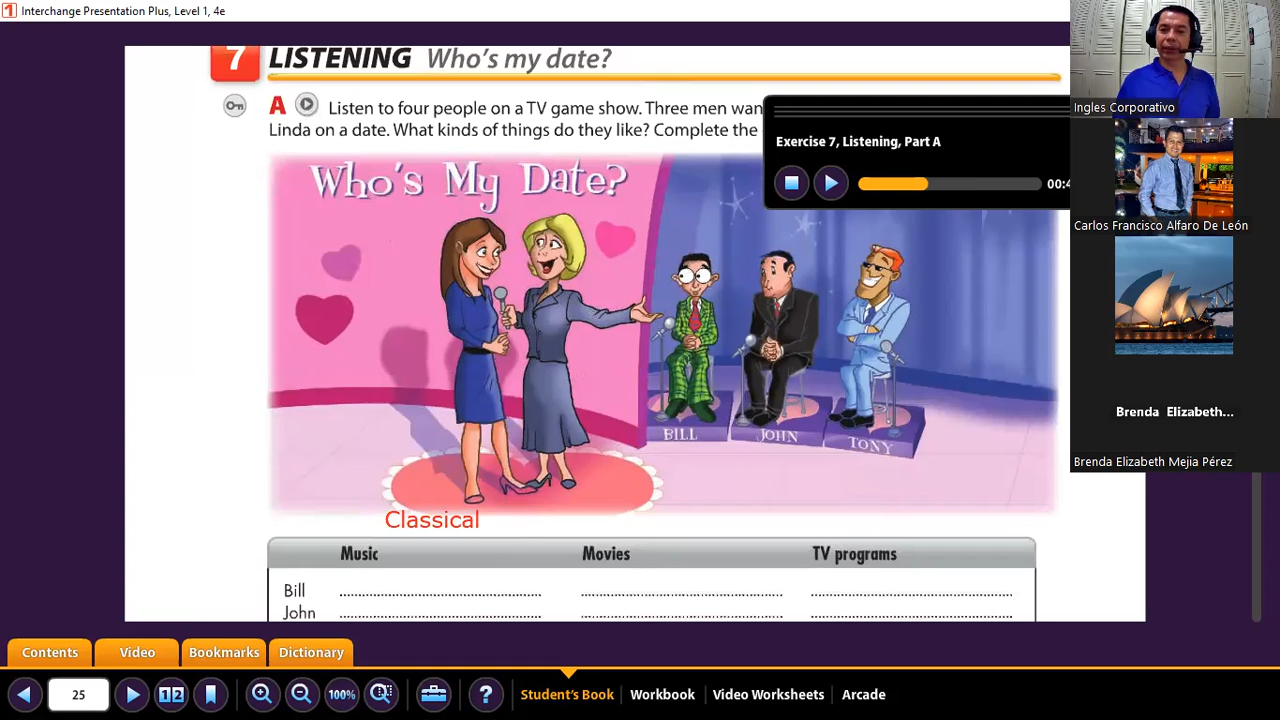 Interchange Presentation Plus, Level 1, 4e
7 LISTENING Who's my date?
A Listen to four people on a TV game show. Three men wan
Linda on a date. What kinds of things do they like? Complete the
Exercise 7, Listening, Part A
00:4
Who's My Date?
BILL
JOHN
TONY
Classical
Music Movies TV programs
Bill
John
Ingles Corporativo
Carlos Francisco Alfaro De León
Brenda Elizabeth...
Brenda Elizabeth Mejia Pérez
Contents Video Bookmarks Dictionary
25 1 2 100% ? Student's Book Workbook Video Worksheets Arcade